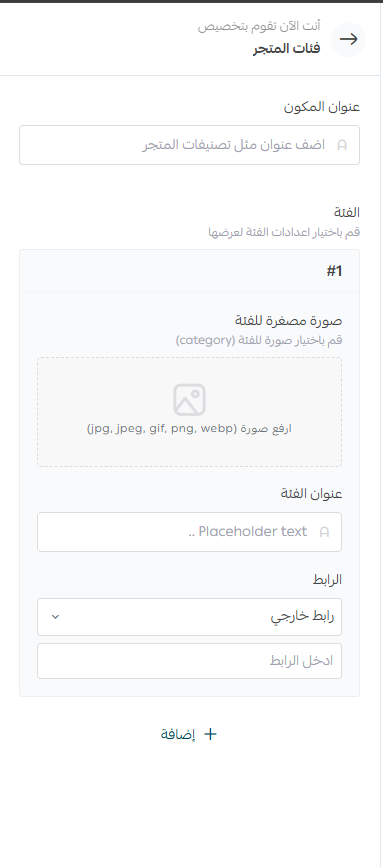 أنت الآن تقوم بتخصيص
فئات المتجر
عنوان المكون
اضف عنوان مثل تصنيفات المتجر
الفئة
قم باختيار اعدادات الفئة لعرضها
#1
صورة مصغرة للفئة
قم باختيار صورة للفئة (category)
ارفع صورة (jpg, jpeg, gif, png, webp)
عنوان الفئة
Placeholder text ..
الرابط
رابط خارجي
ادخل الرابط
إضافة